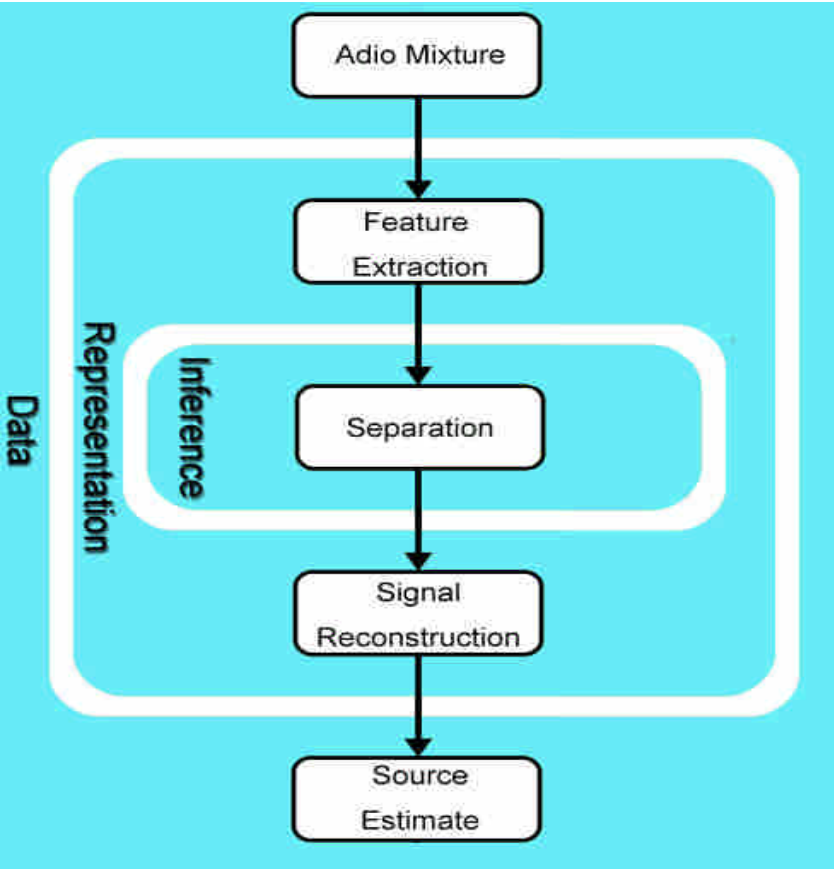 Adio Mixture
Feature
Extraction
Separation
Signal
Reconstruction
Source
Estimate
Inference
Representation
Data